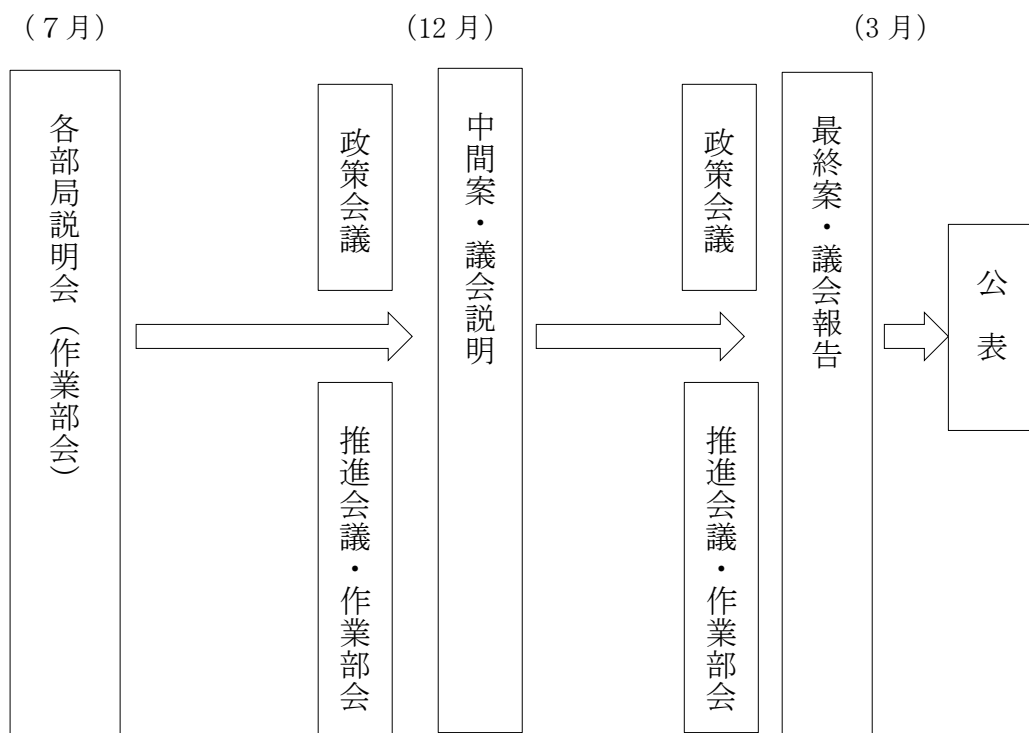 （７月）
（12 月）
（3 月）
各部局説明会（作業部会）
政策会議
推進会議・作業部会
中間案・議会説明
政策会議
推進会議・作業部会
最終案・議会報告
公表